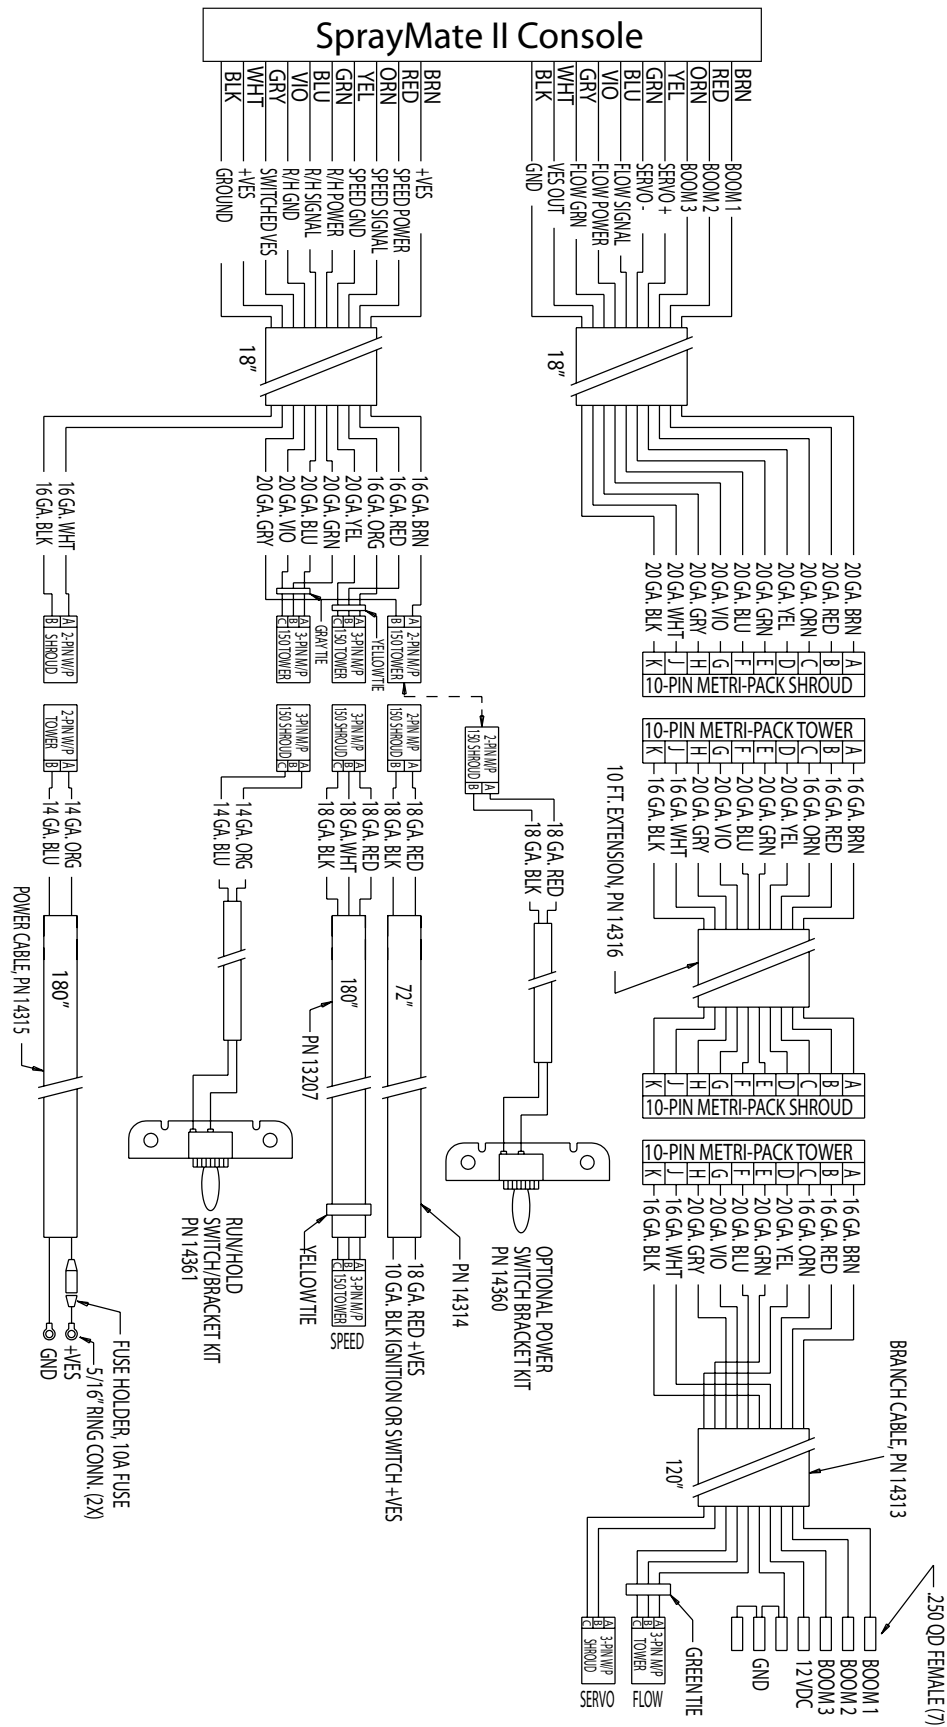 SprayMate II Console
BRN
RED
ORN
YEL
GRN
BLU
VIO
GRY
WHT
BLK
BRN
RED
ORN
YEL
GRN
BLU
VIO
GRY
WHT
BLK
BOOM 1
BOOM 2
BOOM 3
SERVO +
SERVO -
FLOW SIGNAL
FLOW POWER
FLOW GRN
VES OUT
GND
+VES
SPEED POWER
SPEED SIGNAL
SPEED GND
R/H POWER
R/H SIGNAL
R/H GND
SWITCHED VES
+VES
GROUND
18"
18"
20 GA. BRN
20 GA. RED
20 GA. ORN
20 GA. YEL
20 GA. GRN
20 GA. BLU
20 GA. VIO
20 GA. GRY
20 GA. WHT
20 GA. BLK
A
B
C
D
E
F
G
H
J
K
10-PIN METRI-PACK SHROUD
10-PIN METRI-PACK TOWER
A
B
C
D
E
F
G
H
J
K
16 GA. BRN
16 GA. RED
16 GA. ORN
20 GA. YEL
20 GA. GRN
20 GA. BLU
20 GA. VIO
20 GA. GRY
16 GA. WHT
16 GA. BLK
10 FT. EXTENSION, PN 14316
A
B
C
D
E
F
G
H
J
K
10-PIN METRI-PACK SHROUD
10-PIN METRI-PACK TOWER
A
B
C
D
E
F
G
H
J
K
16 GA. BRN
16 GA. RED
16 GA. ORN
20 GA. YEL
20 GA. GRN
20 GA. BLU
20 GA. VIO
20 GA. GRY
16 GA. WHT
16 GA. BLK
BRANCH CABLE, PN 14313
120"
.250 QD FEMALE (7)
BOOM 1
BOOM 2
BOOM 3
12 VDC
GND
GREEN TIE
A
B
C
3-PIN M/P
TOWER
FLOW
A
B
C
3-PIN W/P
SHROUD
SERVO
16 GA. BRN
16 GA. RED
16 GA. ORG
20 GA. YEL
20 GA. GRN
20 GA. BLU
20 GA. VIO
20 GA. GRY
16 GA. WHT
16 GA. BLK
YELLOW TIE
GRAY TIE
A
B
2-PIN M/P
150 TOWER
A
B
C
3-PIN M/P
150 TOWER
A
B
C
3-PIN M/P
150 TOWER
A
B
2-PIN W/P
SHROUD
2-PIN M/P
150 SHROUD
A
B
18 GA. RED
18 GA. BLK
OPTIONAL POWER
SWITCH BRACKET KIT
PN 14360
2-PIN M/P
150 SHROUD
A
B
18 GA. RED
18 GA. BLK
72"
PN 14314
18 GA. RED +VES
10 GA. BLK IGNITION OR SWITCH +VES
3-PIN M/P
150 SHROUD
A
B
C
18 GA. RED
18 GA. WHT
18 GA. BLK
180"
PN 13207
YELLOW TIE
A
B
C
3-PIN M/P
150 TOWER
SPEED
3-PIN M/P
150 SHROUD
A
B
C
14 GA. ORG
14 GA. BLU
RUN/HOLD
SWITCH/BRACKET KIT
PN 14361
2-PIN W/P
TOWER
A
B
14 GA. ORG
14 GA. BLU
180"
POWER CABLE, PN 14315
FUSE HOLDER, 10A FUSE
5/16" RING CONN. (2X)
+VES
GND